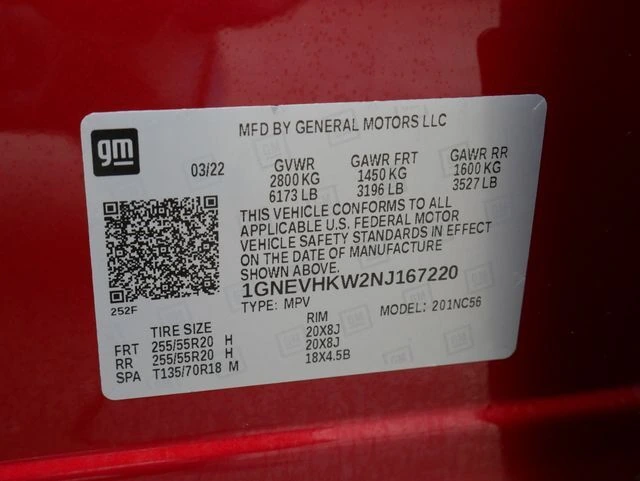 MFD BY GENERAL MOTORS LLC
gm
03/22
GVWR GAWR FRT GAWR RR
2800 KG 1450 KG 1600 KG
6173 LB 3196 LB 3527 LB
THIS VEHICLE CONFORMS TO ALL
APPLICABLE U.S. FEDERAL MOTOR
VEHICLE SAFETY STANDARDS IN EFFECT
ON THE DATE OF MANUFACTURE
SHOWN ABOVE.
1GNEVHKW2NJ167220
252F
TYPE: MPV MODEL: 201NC56
TIRE SIZE RIM
FRT 255/55R20 H 20X8J
RR 255/55R20 H 20X8J
SPA T135/70R18 M 18X4.5B